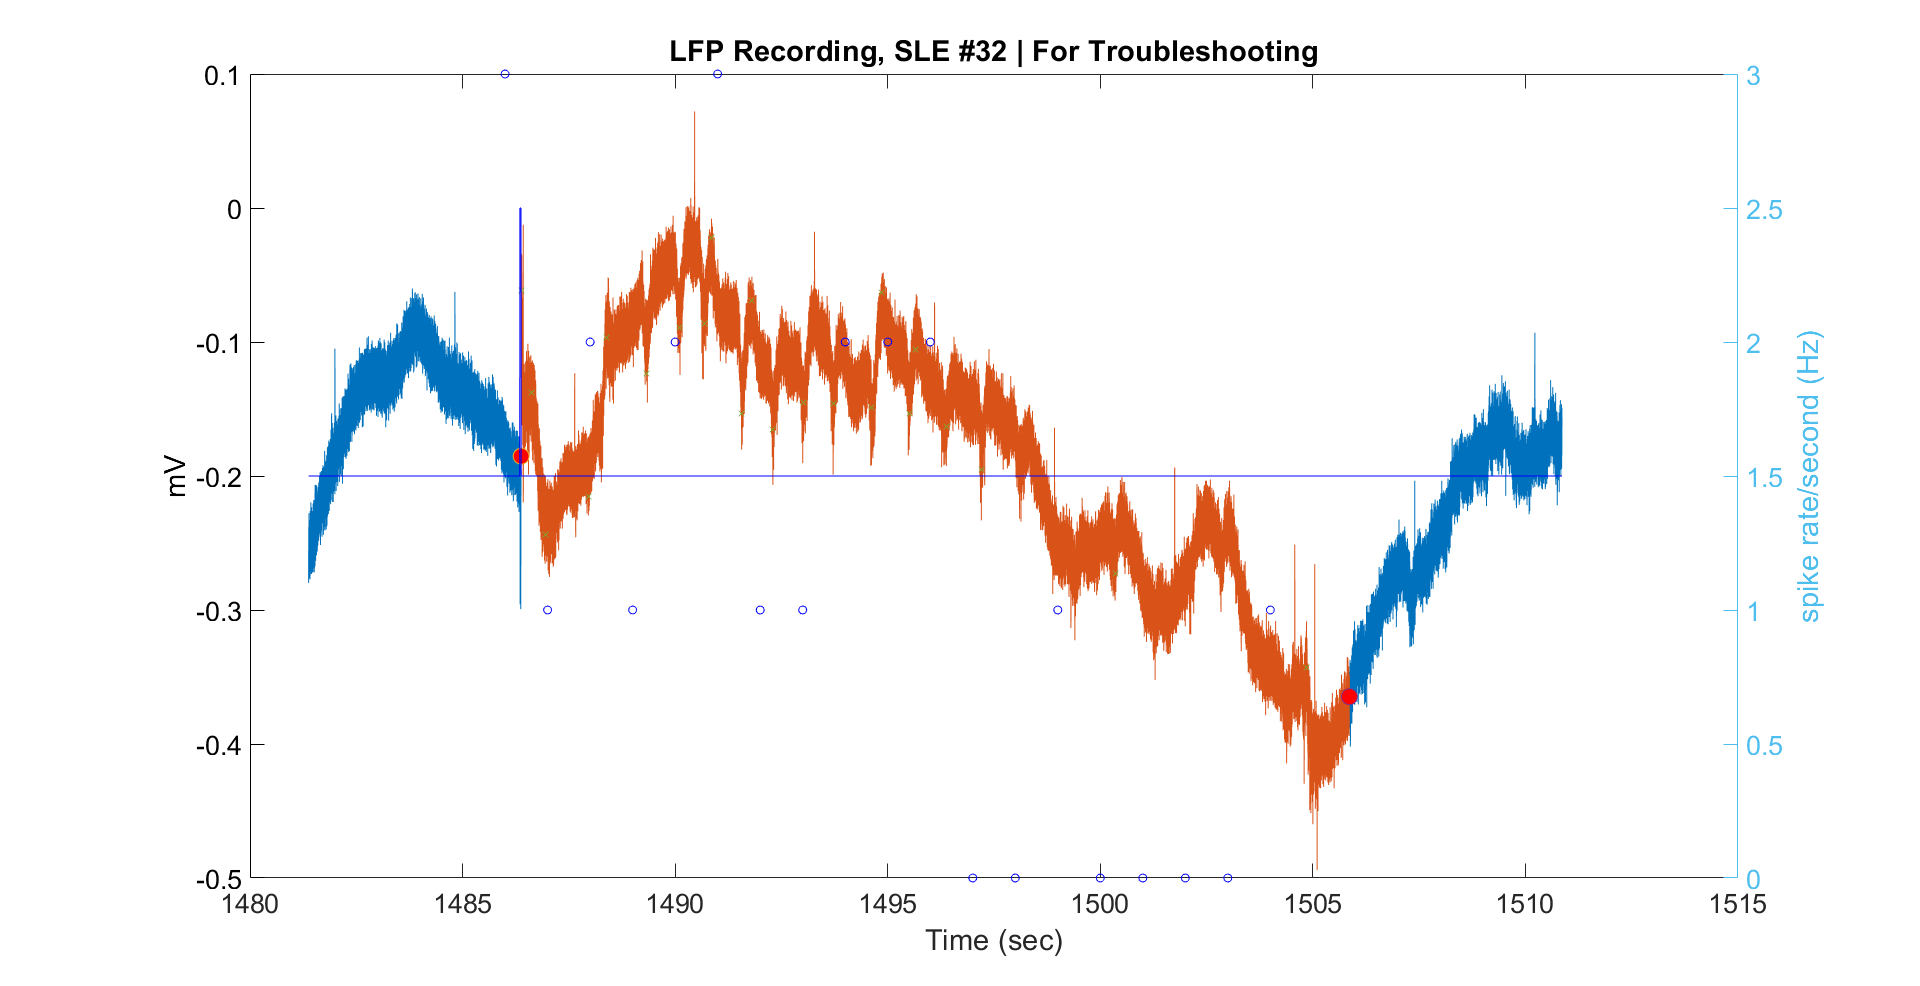 LFP Recording, SLE #32 | For Troubleshooting
0.1
0
-0.1
-0.2
-0.3
-0.4
-0.5
mV
3
2.5
2
1.5
1
0.5
0
spike rate/second (Hz)
1480 1485 1490 1495 1500 1505 1510 1515
Time (sec)